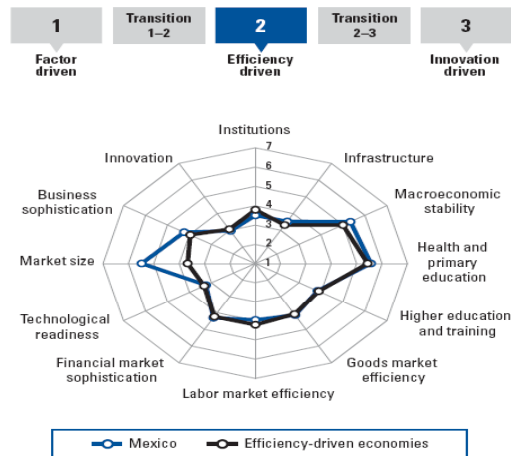 1
Transition
1–2
2
Transition
2–3
3
Factor
driven
Efficiency
driven
Innovation
driven
Institutions
7
6
5
4
3
2
1
Innovation
Infrastructure
Business
sophistication
Macroeconomic
stability
Market size
Health and
primary
education
Technological
readiness
Higher education
and training
Financial market
sophistication
Goods market
efficiency
Labor market efficiency
Mexico
Efficiency-driven economies